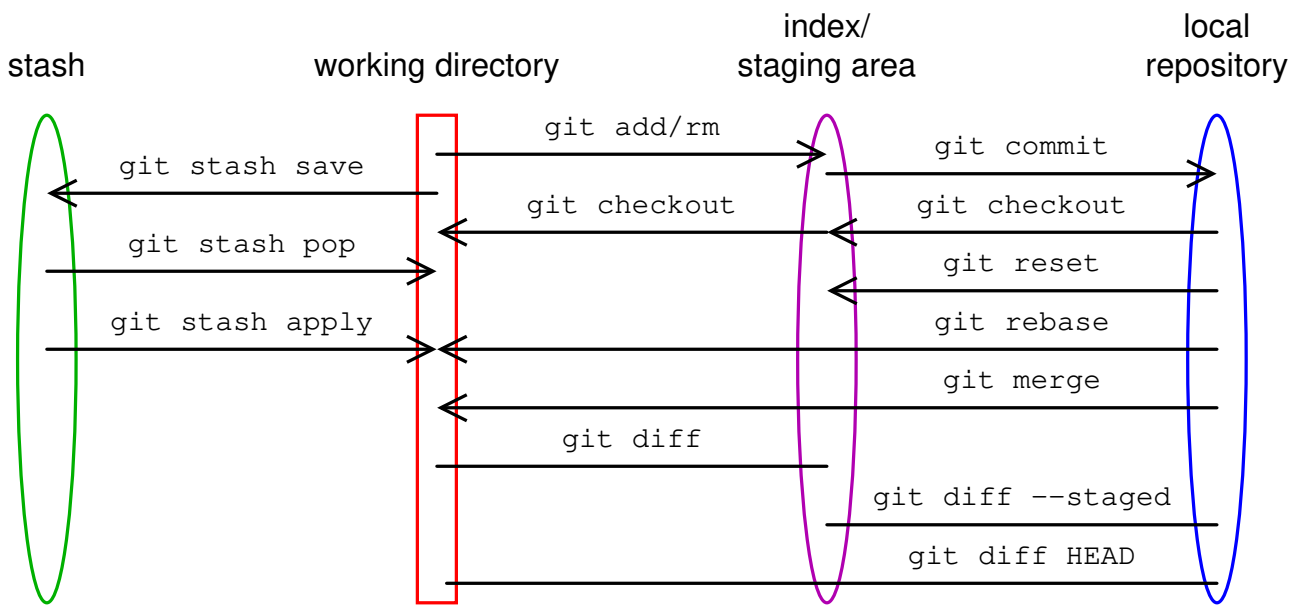 index/
local
stash
working directory
staging area
repository
git add/rm
git commit
git stash save
git checkout
git checkout
git stash pop
git reset
git stash apply
git rebase
git merge
git diff
git diff --staged
git diff HEAD